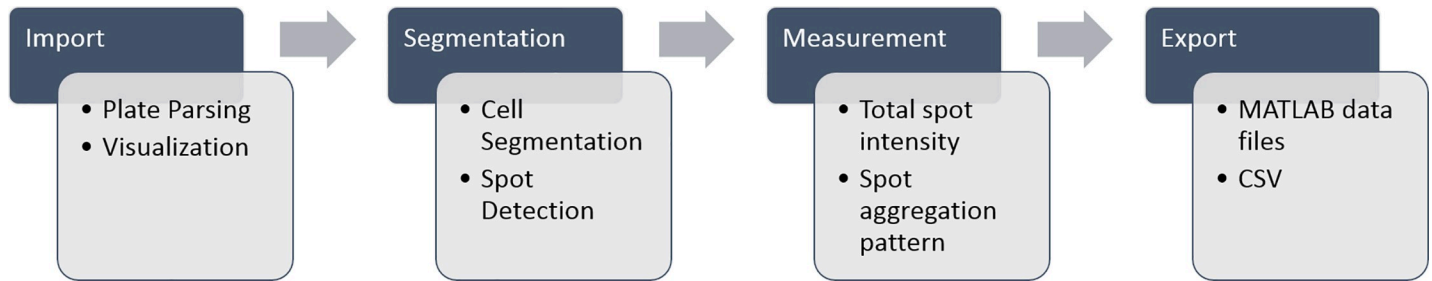 Import
• Plate Parsing
• Visualization
Segmentation
• Cell
Segmentation
• Spot
Detection
Measurement
• Total spot
intensity
• Spot
aggregation
pattern
Export
• MATLAB data
files
• CSV